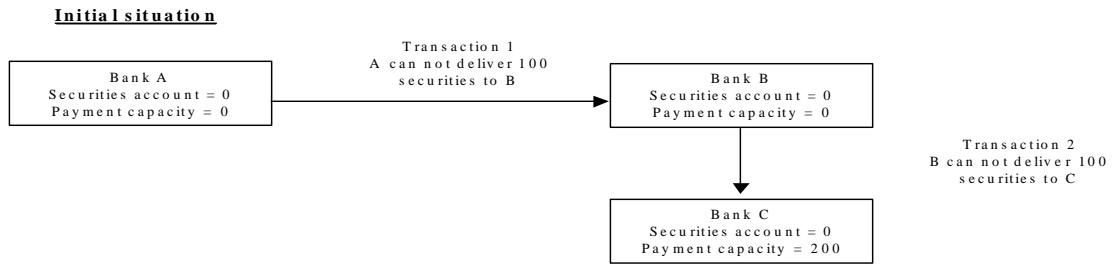 Initial situation
Transaction 1
A can not deliver 100
securities to B
Bank A
Securities account = 0
Payment capacity = 0
Bank B
Securities account = 0
Payment capacity = 0
Transaction 2
B can not deliver 100
securities to C
Bank C
Securities account = 0
Payment capacity = 200